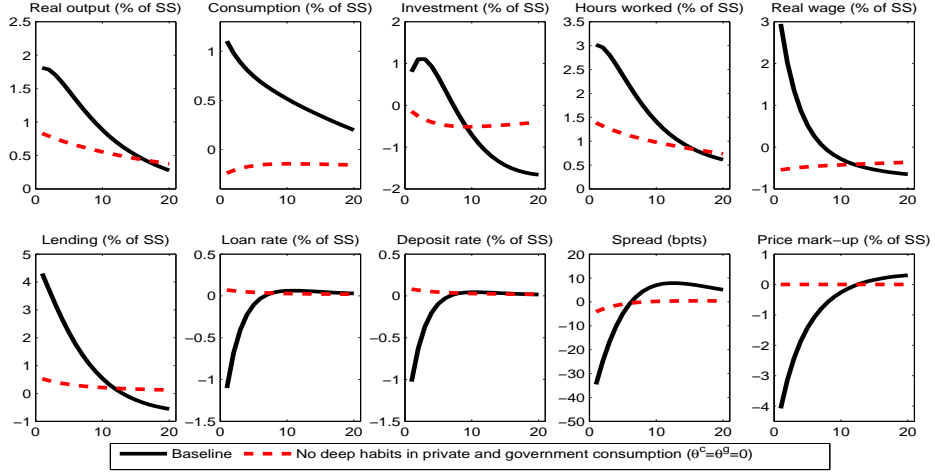 Real output (% of SS)
Consumption (% of SS)
Investment (% of SS)
Hours worked (% of SS)
Real wage (% of SS)
2.5
2
1.5
1
0.5
0
0 10 20
1
0.5
0
0 10 20
2
1
0
−1
−2
0 10 20
3.5
3
2.5
2
1.5
1
0.5
0
0 10 20
3
2
1
0
−1
0 10 20
Lending (% of SS)
Loan rate (% of SS)
Deposit rate (% of SS)
Spread (bpts)
Price mark−up (% of SS)
5
4
3
2
1
0
−1
0 10 20
0.5
0
−0.5
−1
1.5
0 10 20
0.5
0
−0.5
−1
1.5
0 10 20
20
10
0
−10
−20
−30
−40
−50
0 10 20
1
0
−1
−2
−3
−4
0 10 20
Baseline
No deep habits in private and government consumption (θᶜ=θᵍ=0)